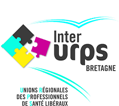 Inter
urps
BRETAGNE
UNIONS RÉGIONALES
DES PROFESSIONNELS
DE SANTÉ LIBÉRAUX